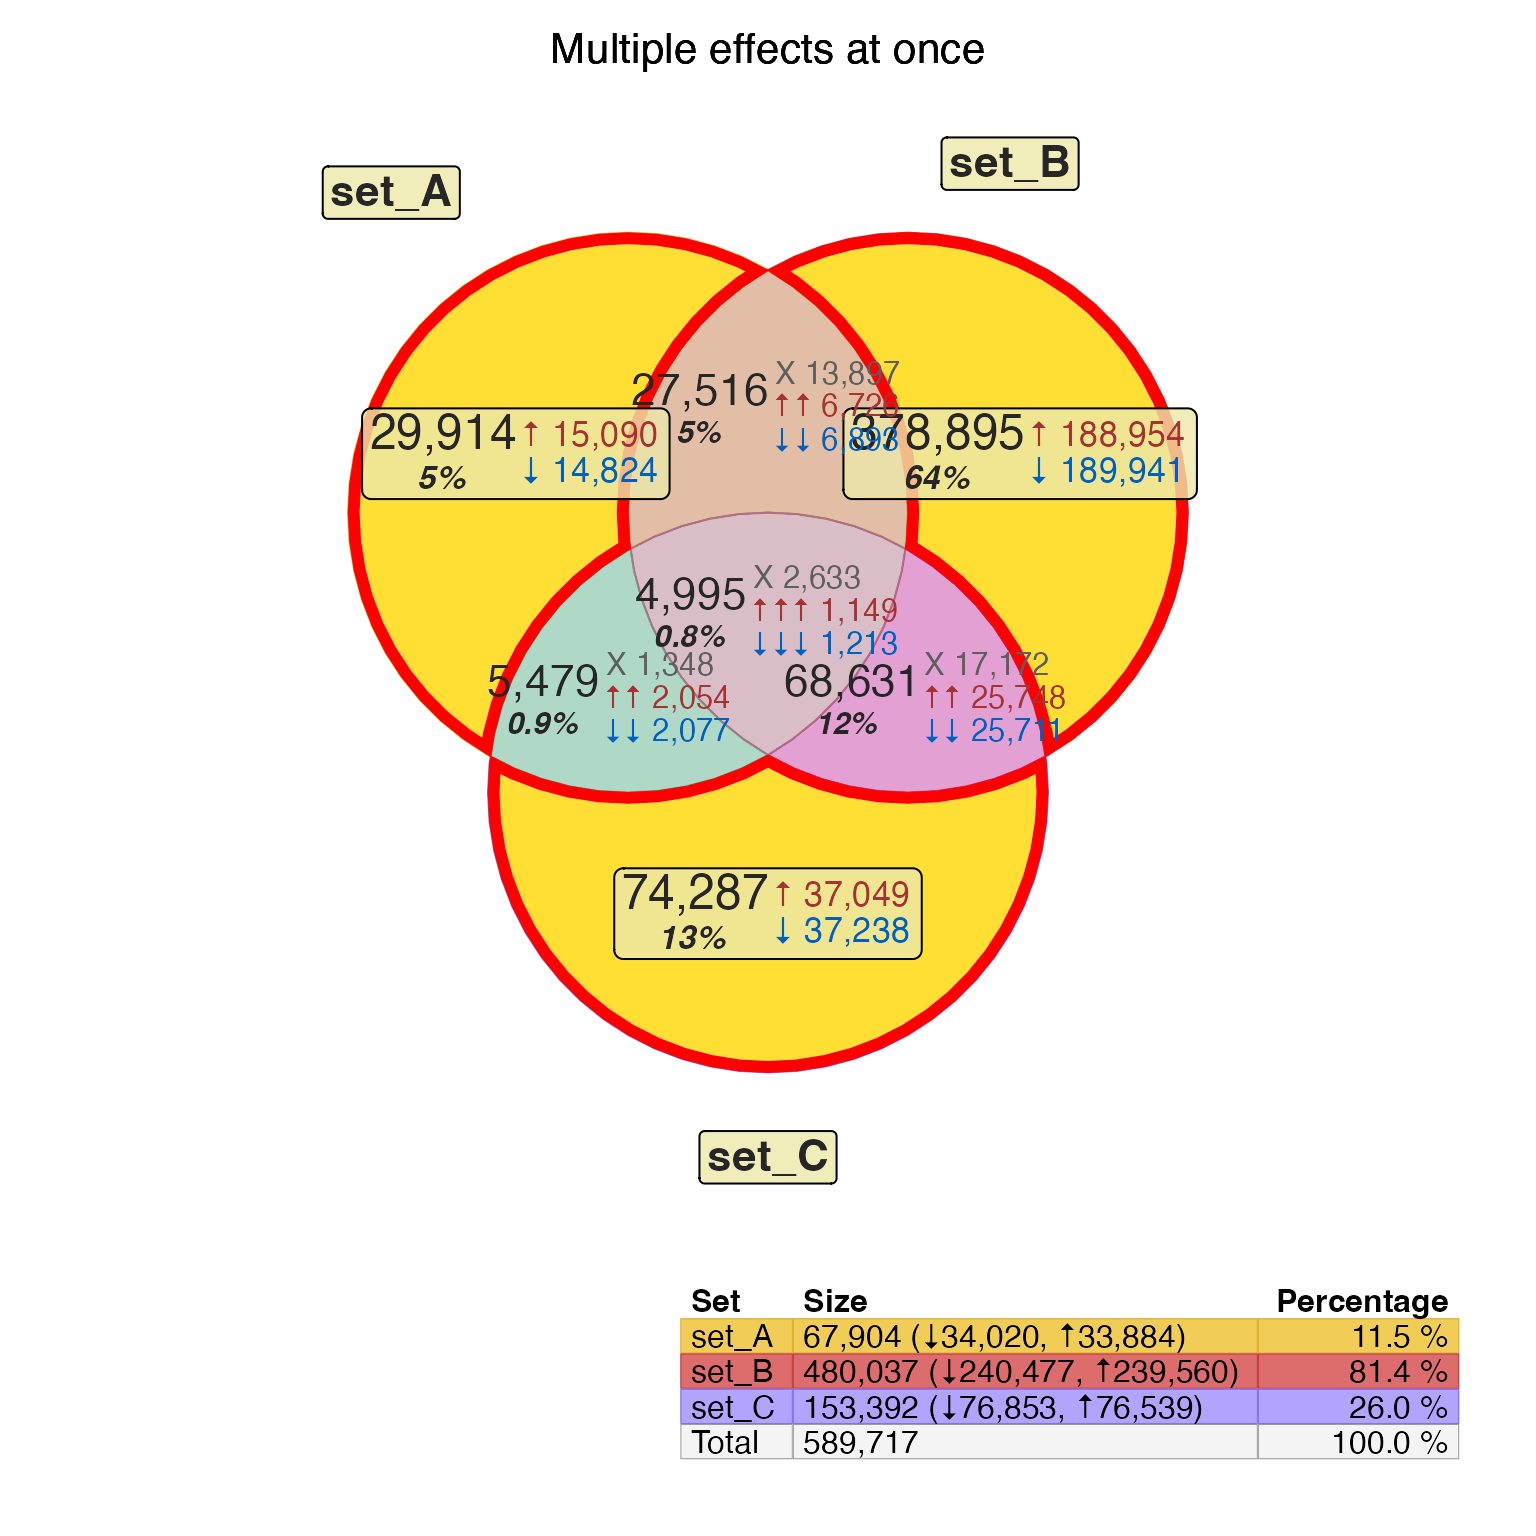 Multiple effects at once
set_A
set_B
27,516
5%
X 13,897
↑↑ 6,726
↓↓ 6,893
29,914
5%
↑ 15,090
↓ 14,824
378,895
64%
↑ 188,954
↓ 189,941
4,995
0.8%
X 2,633
↑↑↑ 1,149
↓↓↓ 1,213
5,479
0.9%
X 1,348
↑↑ 2,054
↓↓ 2,077
68,631
12%
X 17,172
↑↑ 25,748
↓↓ 25,711
74,287
13%
↑ 37,049
↓ 37,238
set_C
Set Size Percentage
set_A 67,904 (↓34,020, ↑33,884) 11.5 %
set_B 480,037 (↓240,477, ↑239,560) 81.4 %
set_C 153,392 (↓76,853, ↑76,539) 26.0 %
Total 589,717 100.0 %